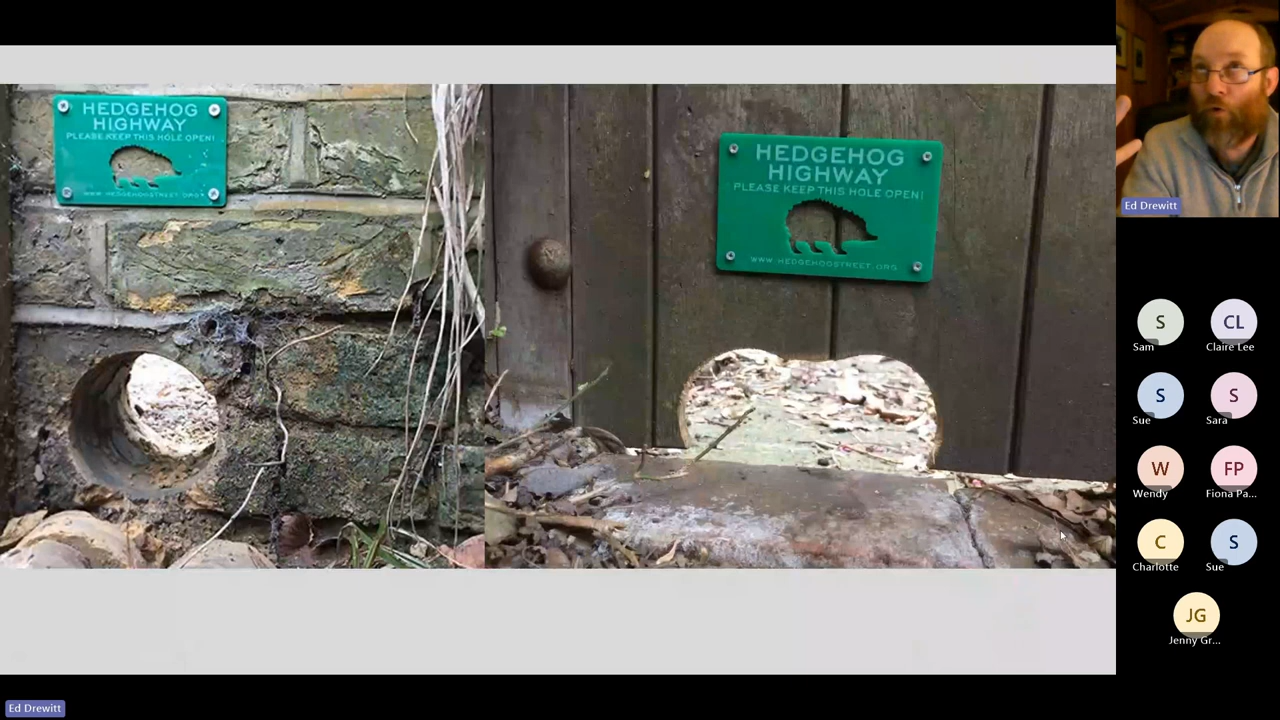 HEDGEHOG
HIGHWAY
PLEASE KEEP THIS HOLE OPEN!
WWW.HEDGEHOGSTREET.ORG
HEDGEHOG
HIGHWAY
PLEASE KEEP THIS HOLE OPEN!
WWW.HEDGEHOGSTREET.ORG
Ed Drewitt
S
CL
Sam
Claire Lee
S
S
Sue
Sara
W
FP
Wendy
Fiona Pa...
C
S
Charlotte
Sue
JG
Jenny Gr...
Ed Drewitt